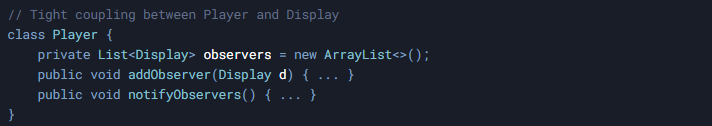 // Tight coupling between Player and Display
class Player {
    private List<Display> observers = new ArrayList<>();
    public void addObserver(Display d) { ... }
    public void notifyObservers() { ... }
}